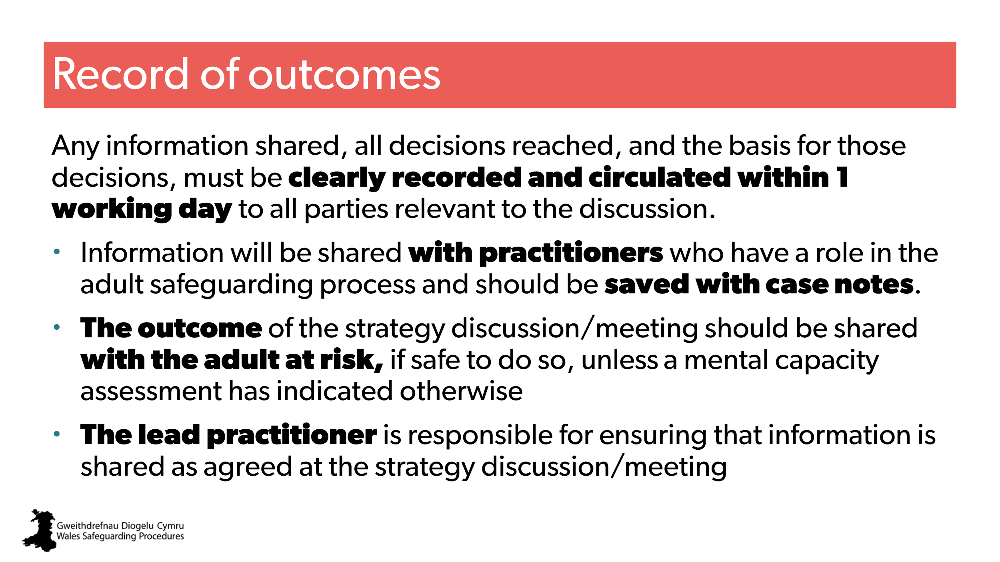 Record of outcomes
Any information shared, all decisions reached, and the basis for those
decisions, must be clearly recorded and circulated within 1
working day to all parties relevant to the discussion.
• Information will be shared with practitioners who have a role in the
adult safeguarding process and should be saved with case notes.
• The outcome of the strategy discussion/meeting should be shared
with the adult at risk, if safe to do so, unless a mental capacity
assessment has indicated otherwise
• The lead practitioner is responsible for ensuring that information is
shared as agreed at the strategy discussion/meeting
Gweithdrefnau Diogelu Cymru
Wales Safeguarding Procedures